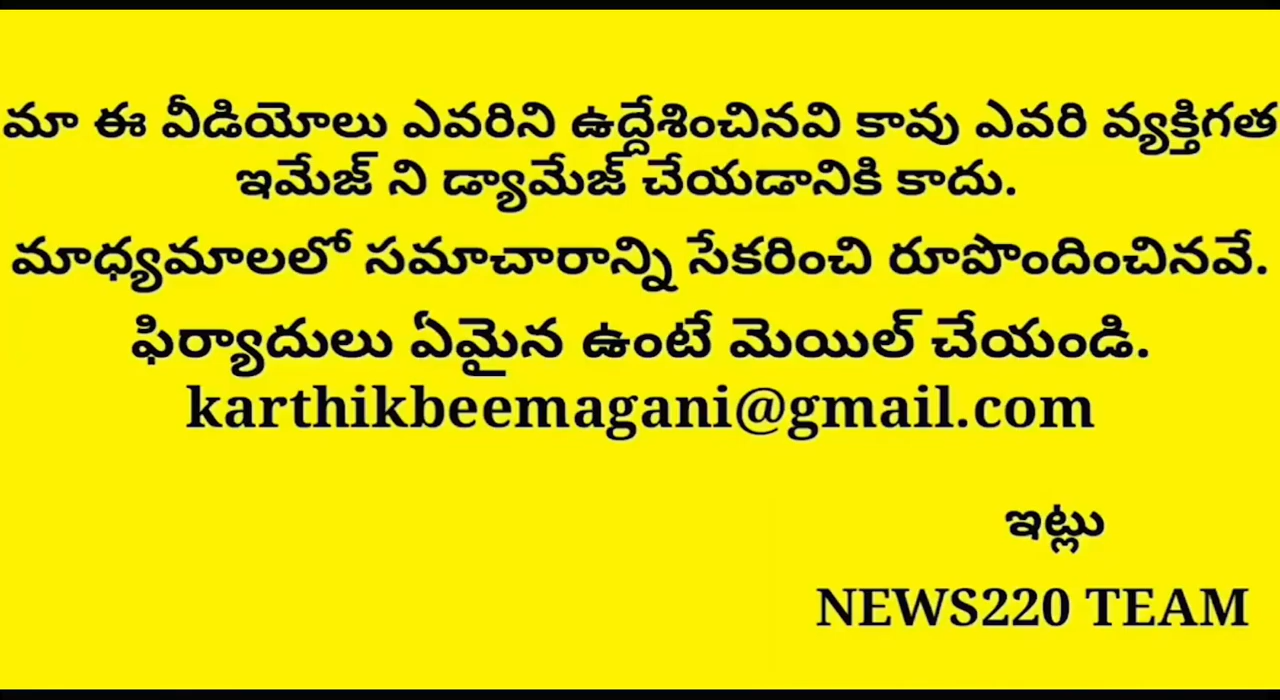 మా ఈ వీడియోలు ఎవరిని ఉద్దేశించినవి కావు ఎవరి వ్యక్తిగత
ఇమేజ్ ని డ్యామేజ్ చేయడానికి కాదు.
మాధ్యమాలలో సమాచారాన్ని సేకరించి రూపొందించినవే.
ఫిర్యాదులు ఏమైన ఉంటే మెయిల్ చేయండి.
karthikbeemagani@gmail.com
ఇట్లు
NEWS220 TEAM